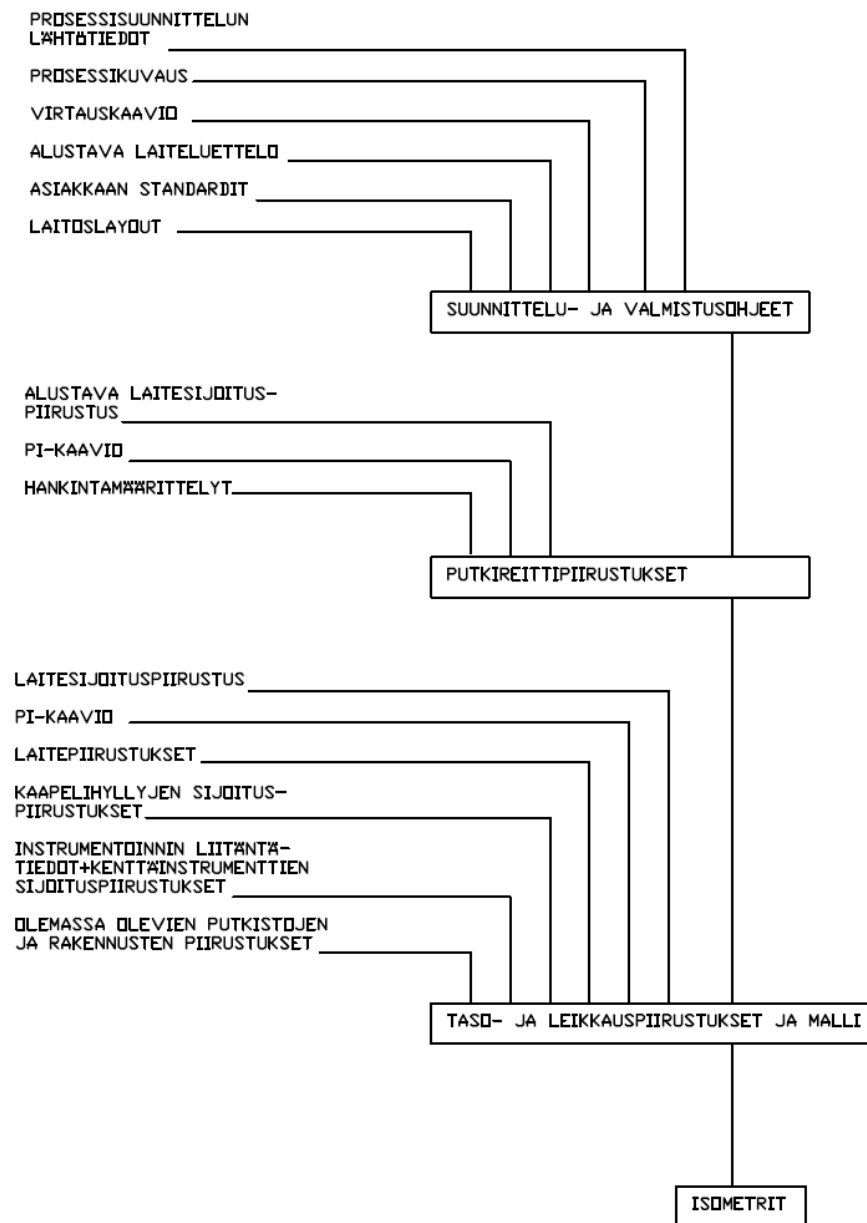 PROSESSISUUNNITTELUN
LÄHTÖTIEDOT
PROSESSIKUVAUS
VIRTAUSKAAVIO
ALUSTAVA LAITELUETTELO
ASIAKKAAN STANDARDIT
LAITOSLAYOUT
SUUNNITTELU- JA VALMISTUSOHJEET
ALUSTAVA LAITESIJOITUS-
PIIRUSTUS
PI-KAAVIO
HANKINTAMÄÄRITTELYT
PUTKIREITTIPIIRUSTUKSET
LAITESIJOITUSPIIRUSTUS
PI-KAAVIO
LAITEPIIRUSTUKSET
KAAPELIHYLLYJEN SIJOITUS-
PIIRUSTUKSET
INSTRUMENTOINNIN LIITÄNTÄ-
TIEDOT+KENTTÄINSTRUMENTTIEN
SIJOITUSPIIRUSTUKSET
OLEMASSA OLEVIEN PUTKISTOJEN
JA RAKENNUSTEN PIIRUSTUKSET
TASO- JA LEIKKAUSPIIRUSTUKSET JA MALLI
ISOMETRIT